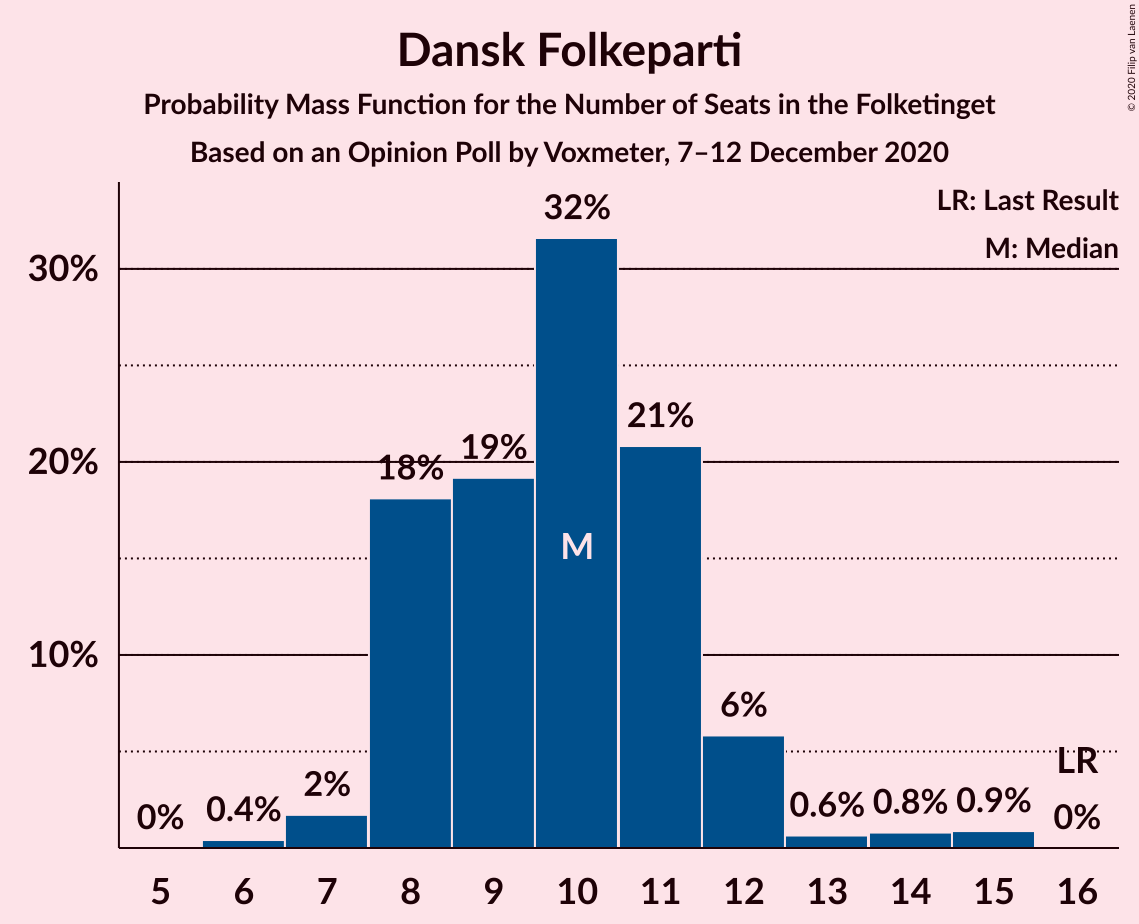 Dansk Folkeparti
Probability Mass Function for the Number of Seats in the Folketinget
Based on an Opinion Poll by Voxmeter, 7–12 December 2020
© 2020 Filip van Laenen
LR: Last Result
M: Median
30%
20%
10%
0%
0.4%
2%
18%
19%
32%
M
21%
6%
0.6%
0.8%
0.9%
LR
0%
5 6 7 8 9 10 11 12 13 14 15 16